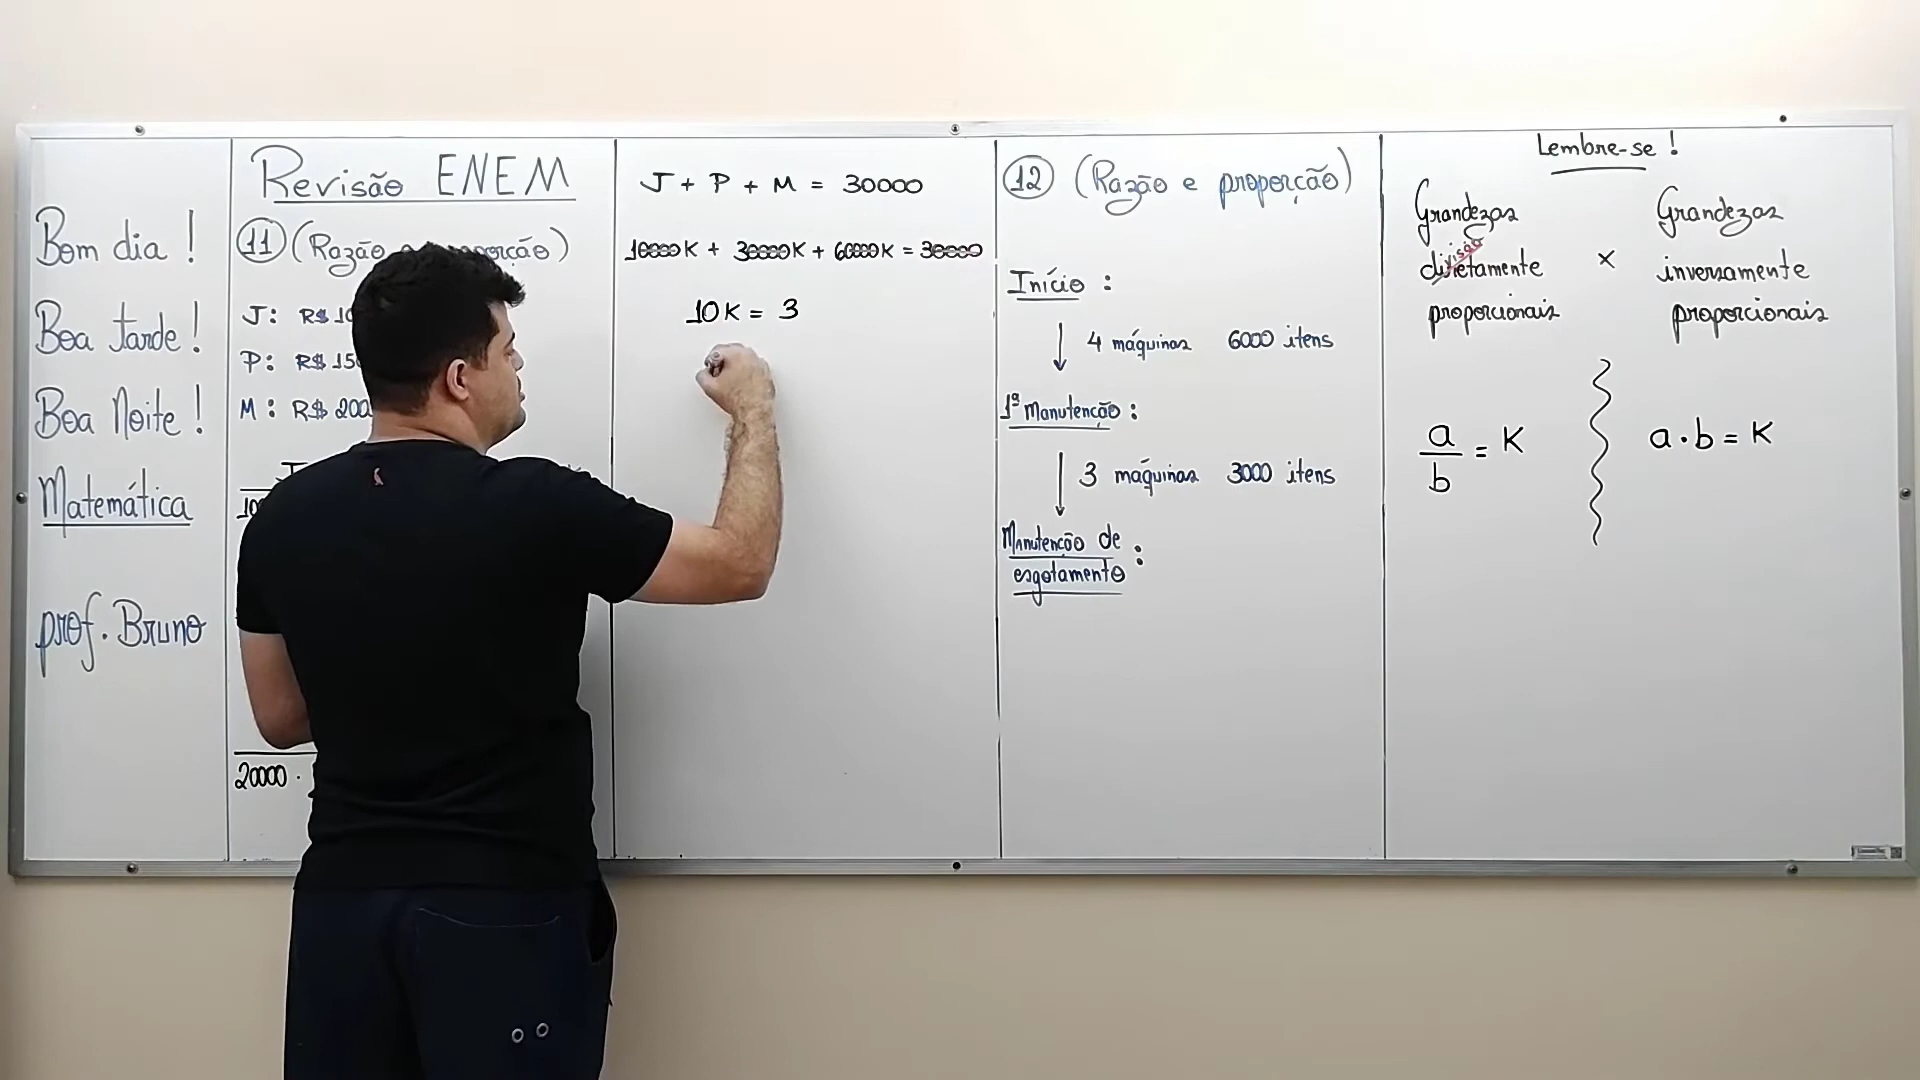 Bom dia !
Boa tarde !
Boa Noite !
Matemática
prof. Bruno
Revisão ENEM
11 (Razão
J: R$
P: R$
M: R$
20000 ·
J + P + M = 30000
10000K + 30000K + 60000K = 30000
10K = 3
12 (Razão e proporção)
Início :
4 máquinas 6000 itens
1ª Manutenção :
3 máquinas 3000 itens
Manutenção de
esgotamento :
Lembre-se !
Grandezas
divisão
diretamente
proporcionais
x
Grandezas
inversamente
proporcionais
a
b
= K
a · b = K